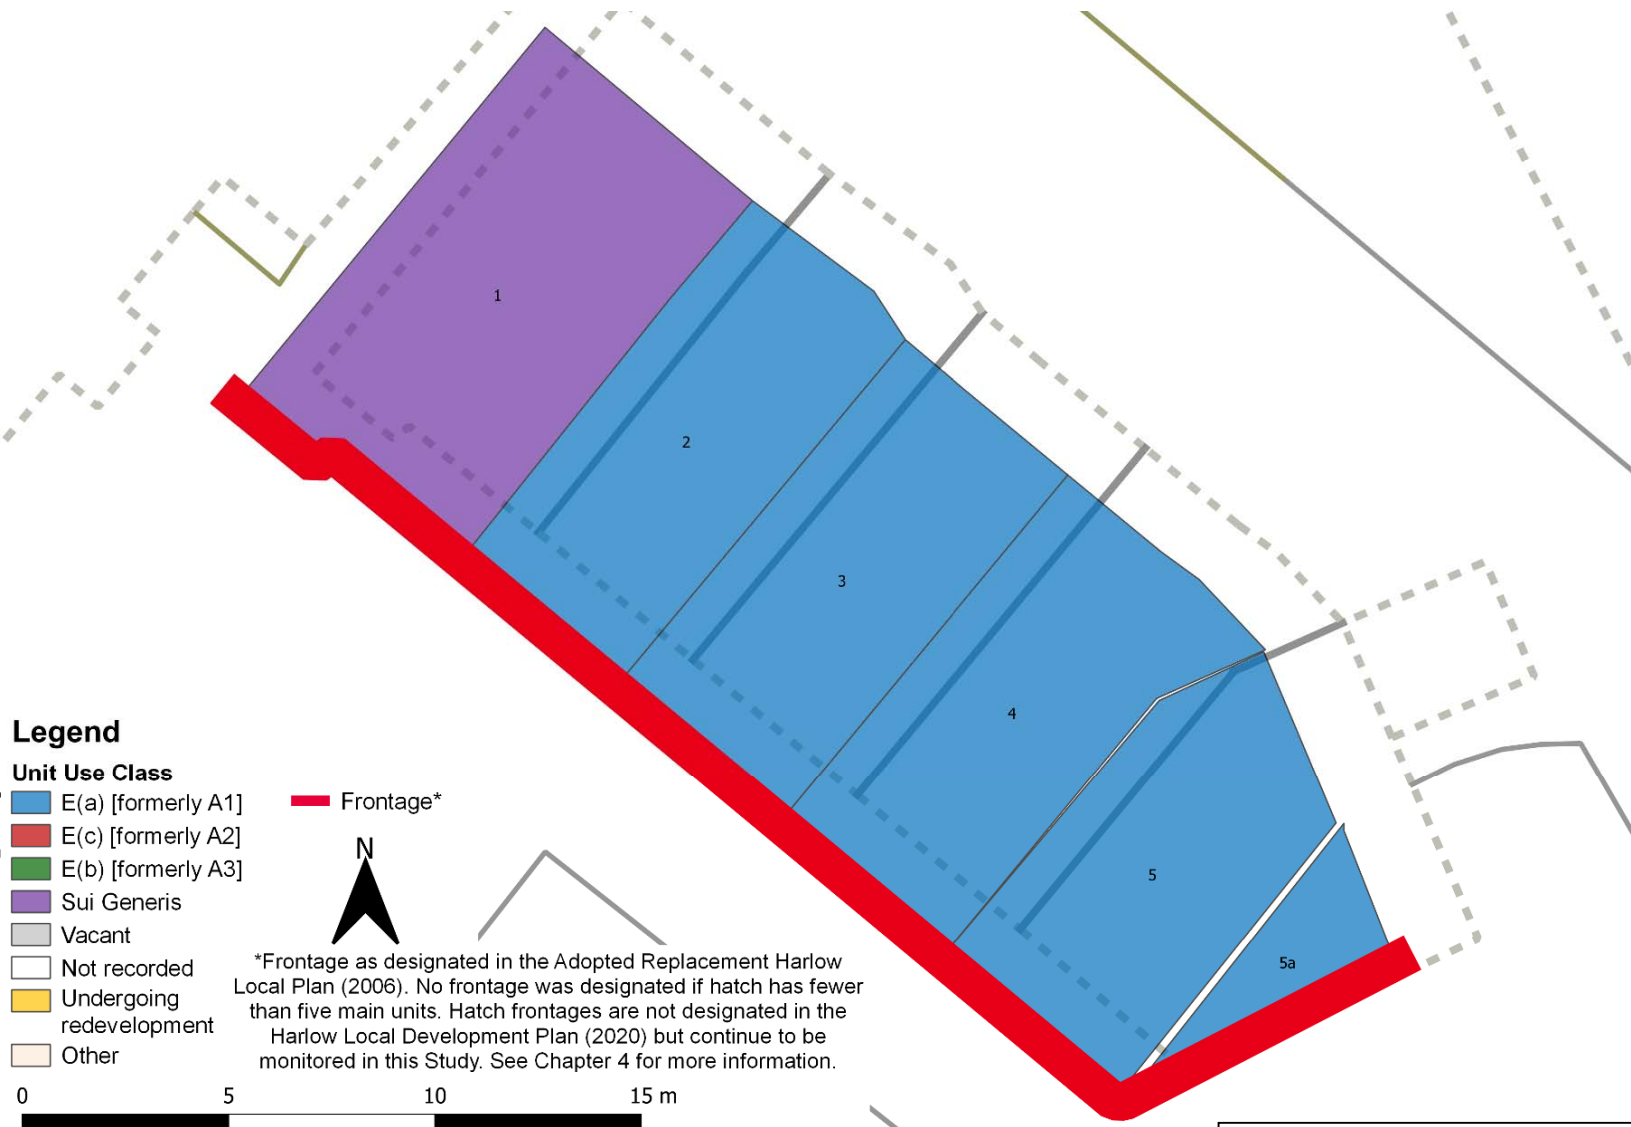 1
2
3
4
5
5a
Legend
Unit Use Class
E(a) [formerly A1]
E(c) [formerly A2]
E(b) [formerly A3]
Sui Generis
Vacant
Not recorded
Undergoing
redevelopment
Other
Frontage*
N
*Frontage as designated in the Adopted Replacement Harlow
Local Plan (2006). No frontage was designated if hatch has fewer
than five main units. Hatch frontages are not designated in the
Harlow Local Development Plan (2020) but continue to be
monitored in this Study. See Chapter 4 for more information.
0 5 10 15 m